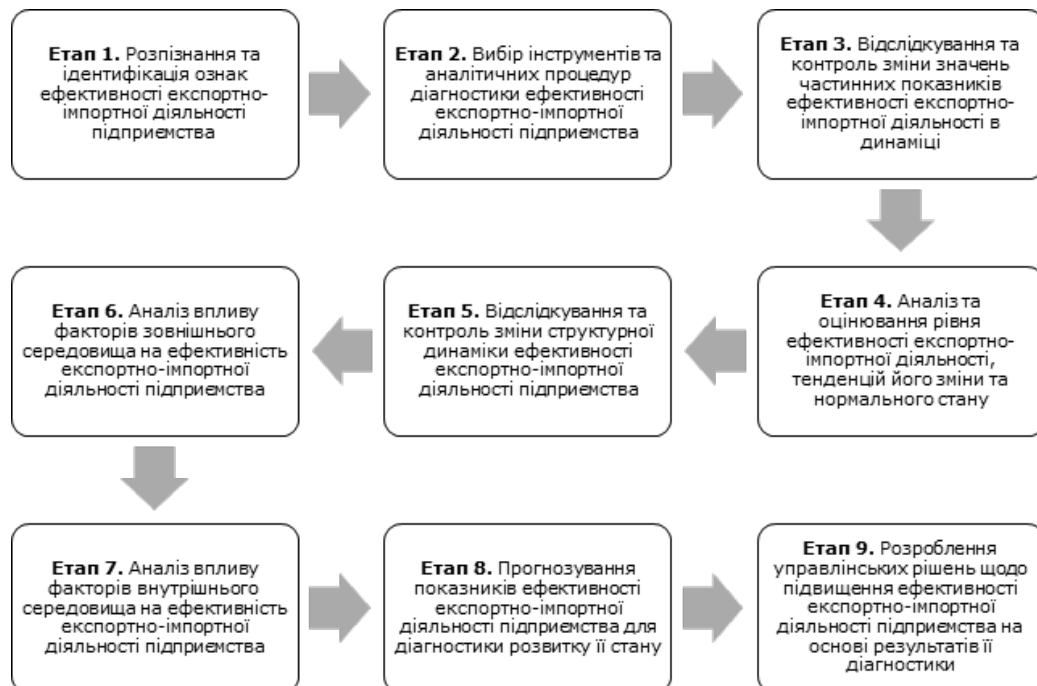 Етап 1. Розпізнання та
ідентифікація ознак
ефективності експортно-
імпортної діяльності
підприємства
Етап 2. Вибір інструментів та
аналітичних процедур
діагностики ефективності
експортно-імпортної
діяльності підприємства
Етап 3. Відслідкування та
контроль зміни значень
частинних показників
ефективності експортно-
імпортної діяльності в
динаміці
Етап 4. Аналіз та
оцінювання рівня
ефективності експортно-
імпортної діяльності,
тенденцій його зміни та
нормального стану
Етап 5. Відслідкування та
контроль зміни структурної
динаміки ефективності
експортно-імпортної
діяльності підприємства
Етап 6. Аналіз впливу
факторів зовнішнього
середовища на ефективність
експортно-імпортної
діяльності підприємства
Етап 7. Аналіз впливу
факторів внутрішнього
середовища на ефективність
експортно-імпортної
діяльності підприємства
Етап 8. Прогнозування
показників ефективності
експортно-імпортної
діяльності підприємства для
діагностики розвитку її стану
Етап 9. Розроблення
управлінських рішень щодо
підвищення ефективності
експортно-імпортної
діяльності підприємства на
основі результатів її
діагностики